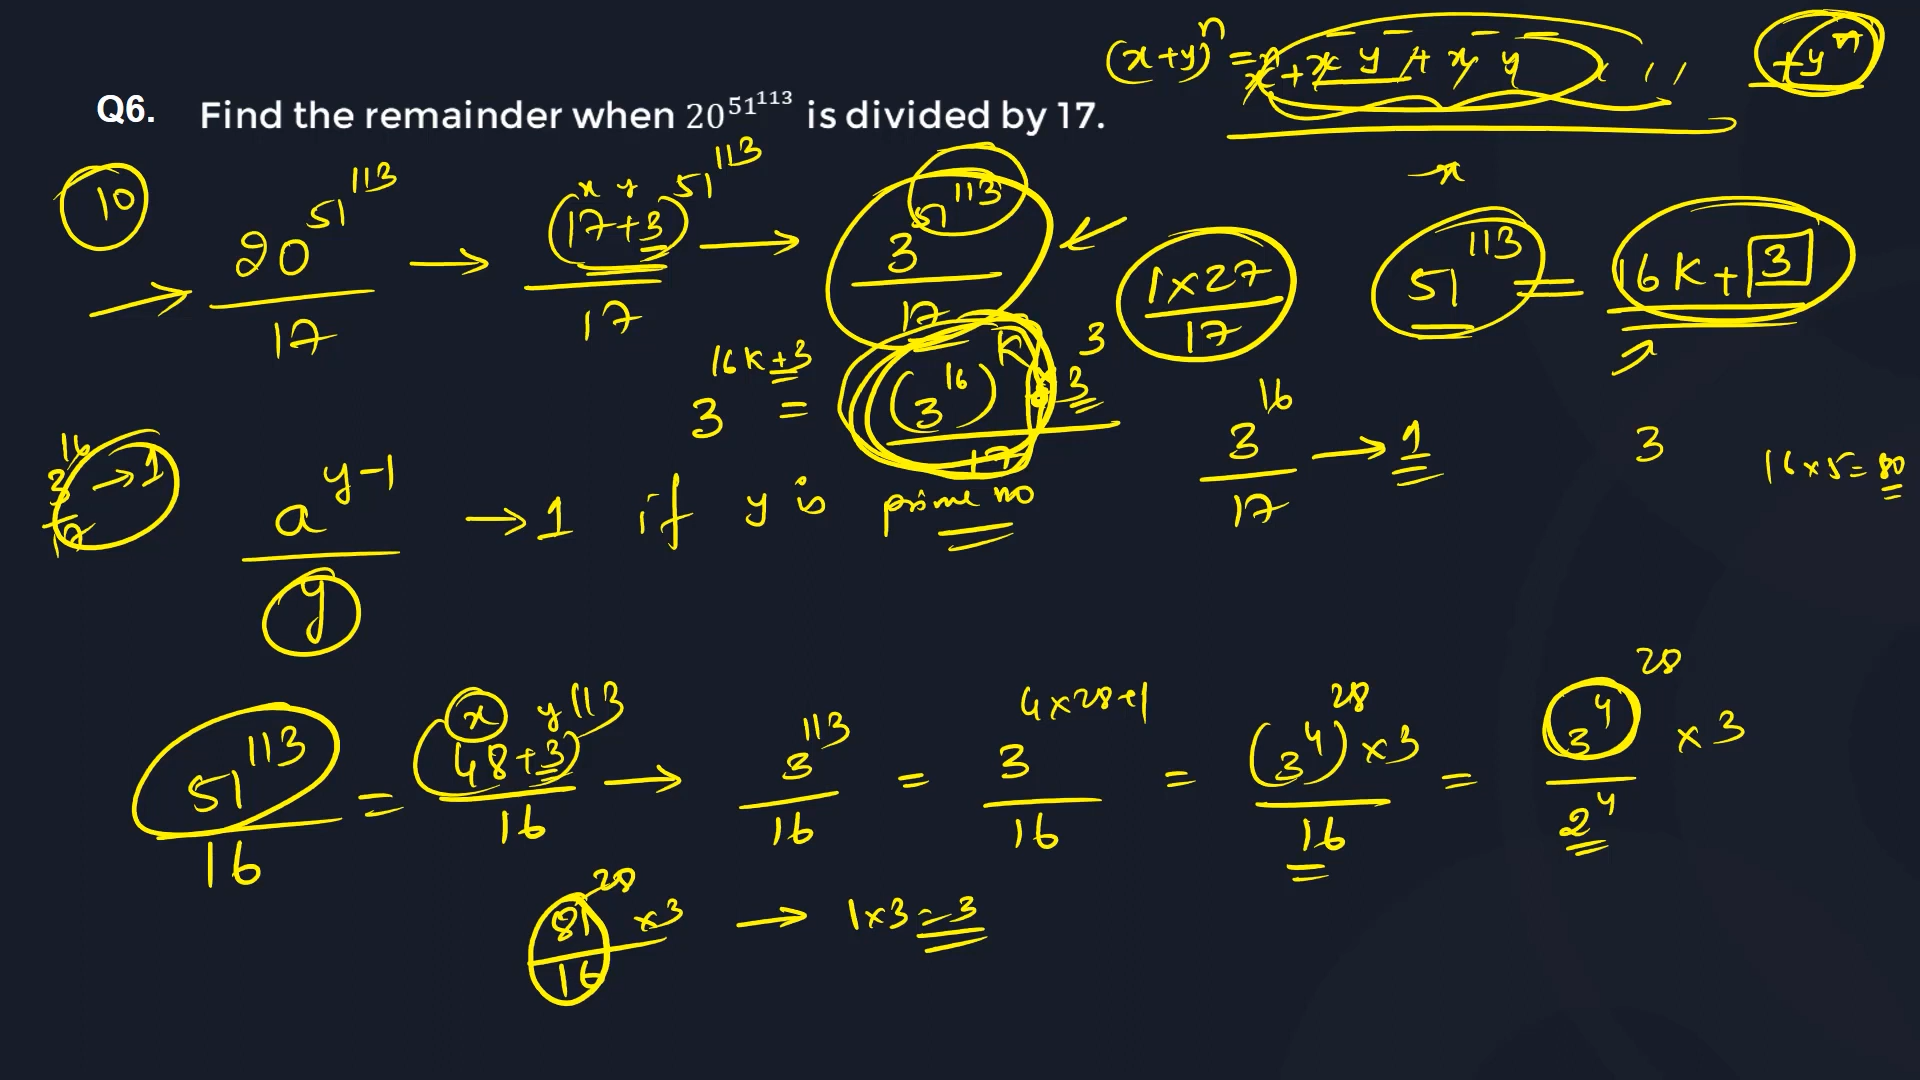 (x+y)^n = x^n + x^- y^- + x^- y^- . . . + y^n
Q6. Find the remainder when 20^51^113 is divided by 17.
x
10
20^51^113 / 17 → (17+3)^51^113 / 17 → 3^51^113 / 17
x y
1×27 / 17
51^113 = 16K + 3
3^16K+3 = (3^16)^K · 3^3 / 17
3^16 / 17 → 1
3
16×5=80
3^16 / 17 → 1
a^y-1 / y → 1 if y is prime no
51^113 / 16 = (48+3)^113 / 16 → 3^113 / 16 = 3^4×28+1 / 16 = (3^4)^28 × 3 / 16 = 3^4^28 / 2^4 × 3
x y
81^28 × 3 / 16 → 1×3 = 3